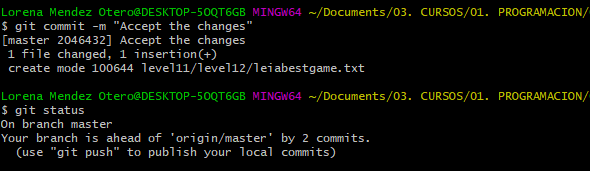 Lorena Mendez Otero@DESKTOP-5OQT6GB MINGW64 ~/Documents/03. CURSOS/01. PROGRAMACION/
$ git commit -m "Accept the changes"
[master 2046432] Accept the changes
 1 file changed, 1 insertion(+)
 create mode 100644 level11/level12/leiabestgame.txt

Lorena Mendez Otero@DESKTOP-5OQT6GB MINGW64 ~/Documents/03. CURSOS/01. PROGRAMACION/
$ git status
On branch master
Your branch is ahead of 'origin/master' by 2 commits.
  (use "git push" to publish your local commits)